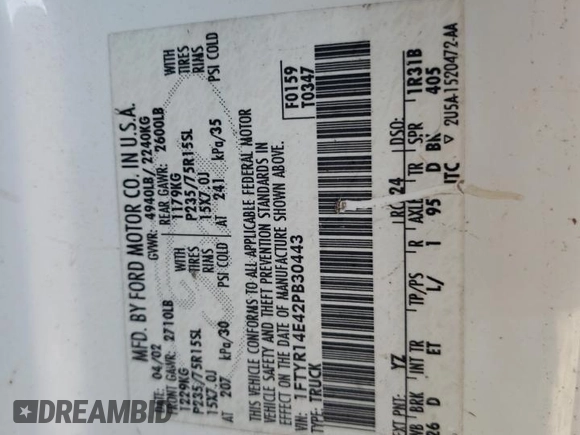 MFD. BY FORD MOTOR CO. IN U.S.A.
DATE: 04/02 GVWR: 4940LB/ 2240KG
FRONT GAWR: 2710LB REAR GAWR: 2600LB
1229KG WITH 1179KG WITH
P235/75R15SL TIRES P235/75R15SL TIRES
15X7.0J RIMS 15X7.0J RIMS
AT 207 kPa/30 PSI COLD AT 241 kPa/35 PSI COLD
THIS VEHICLE CONFORMS TO ALL APPLICABLE FEDERAL MOTOR
VEHICLE SAFETY AND THEFT PREVENTION STANDARDS IN
EFFECT ON THE DATE OF MANUFACTURE SHOWN ABOVE.
VIN: 1FTYR14E42PB30443
TYPE: TRUCK
F0159
T0347
EXT PNT: YZ RC: 24 DSO:
WB BRK INT TR TP/PS R AXLE TR SPR 1R31B
26 D ET L/ 1 95 D BK 405
ITC ▽ 2U5A-1520472-AA
DREAMBID